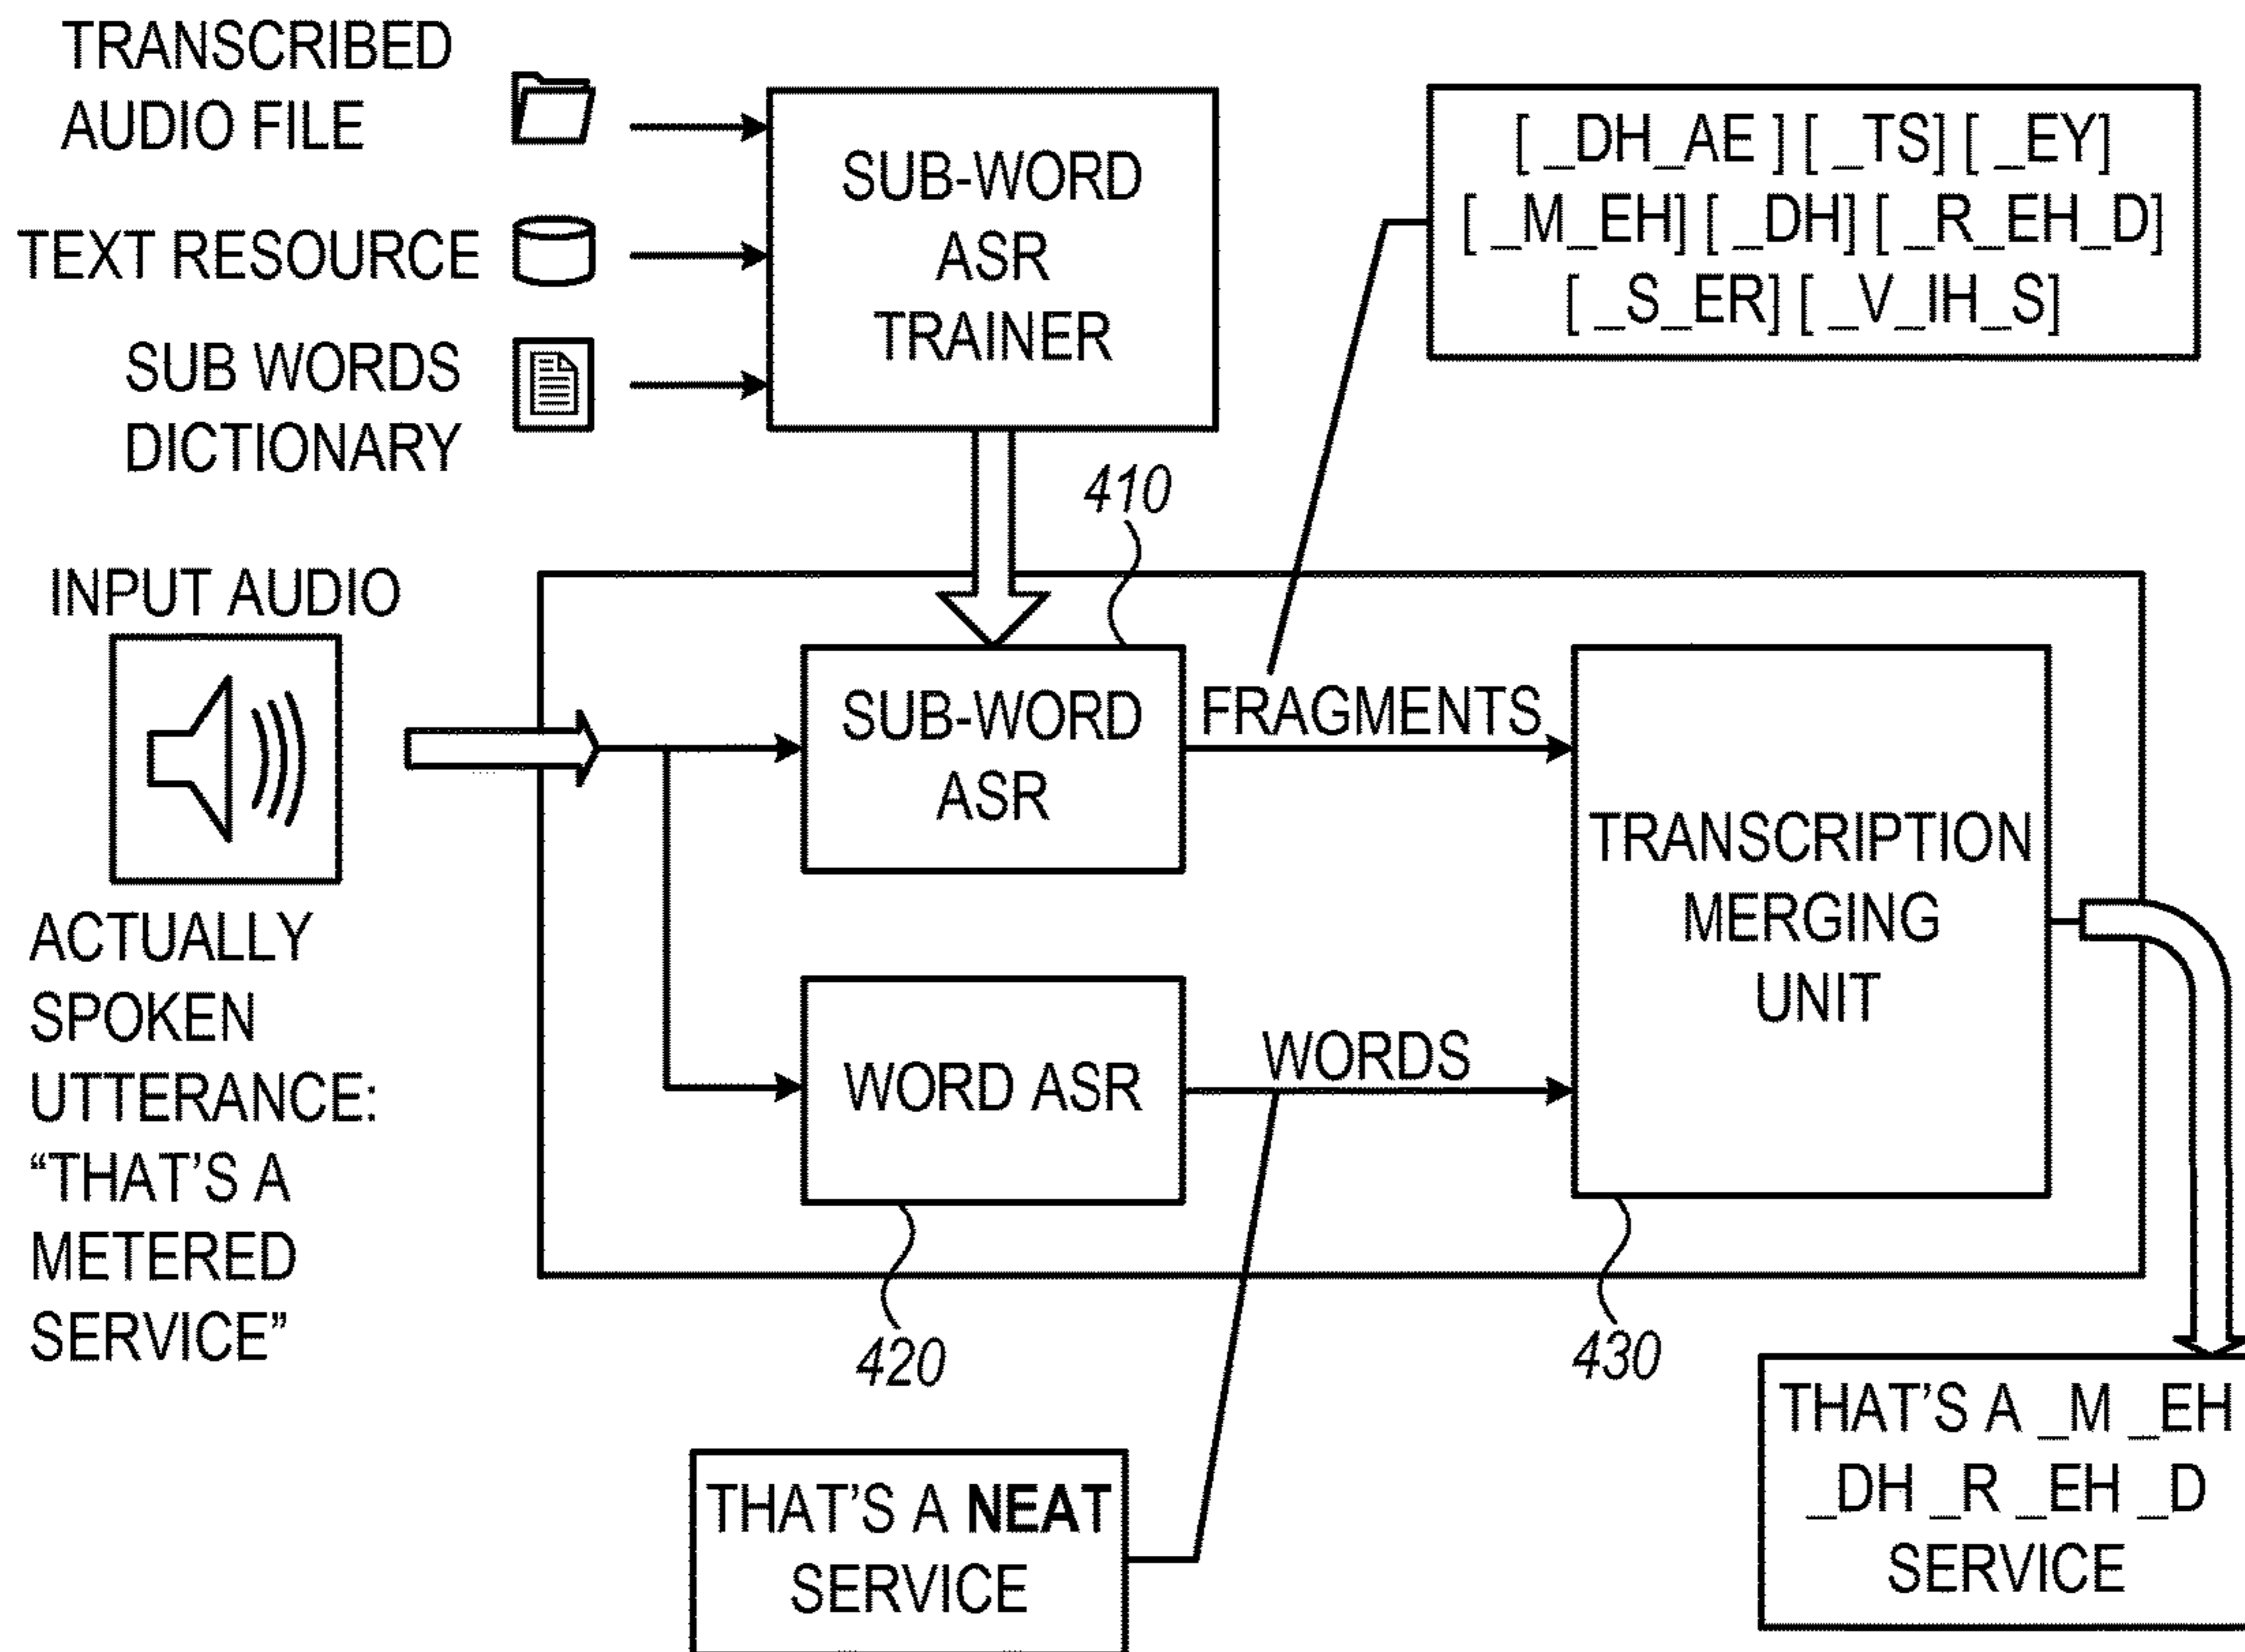 TRANSCRIBED
AUDIO FILE
TEXT RESOURCE
SUB WORDS
DICTIONARY
SUB-WORD
ASR
TRAINER
[ _DH_AE ] [ _TS] [ _EY]
[ _M_EH] [ _DH] [ _R_EH_D]
[ _S_ER] [ _V_IH_S]
410
INPUT AUDIO
ACTUALLY
SPOKEN
UTTERANCE:
“THAT’S A
METERED
SERVICE”
SUB-WORD
ASR
FRAGMENTS
WORD ASR
WORDS
TRANSCRIPTION
MERGING
UNIT
420
430
THAT’S A NEAT
SERVICE
THAT’S A _M _EH
_DH _R _EH _D
SERVICE